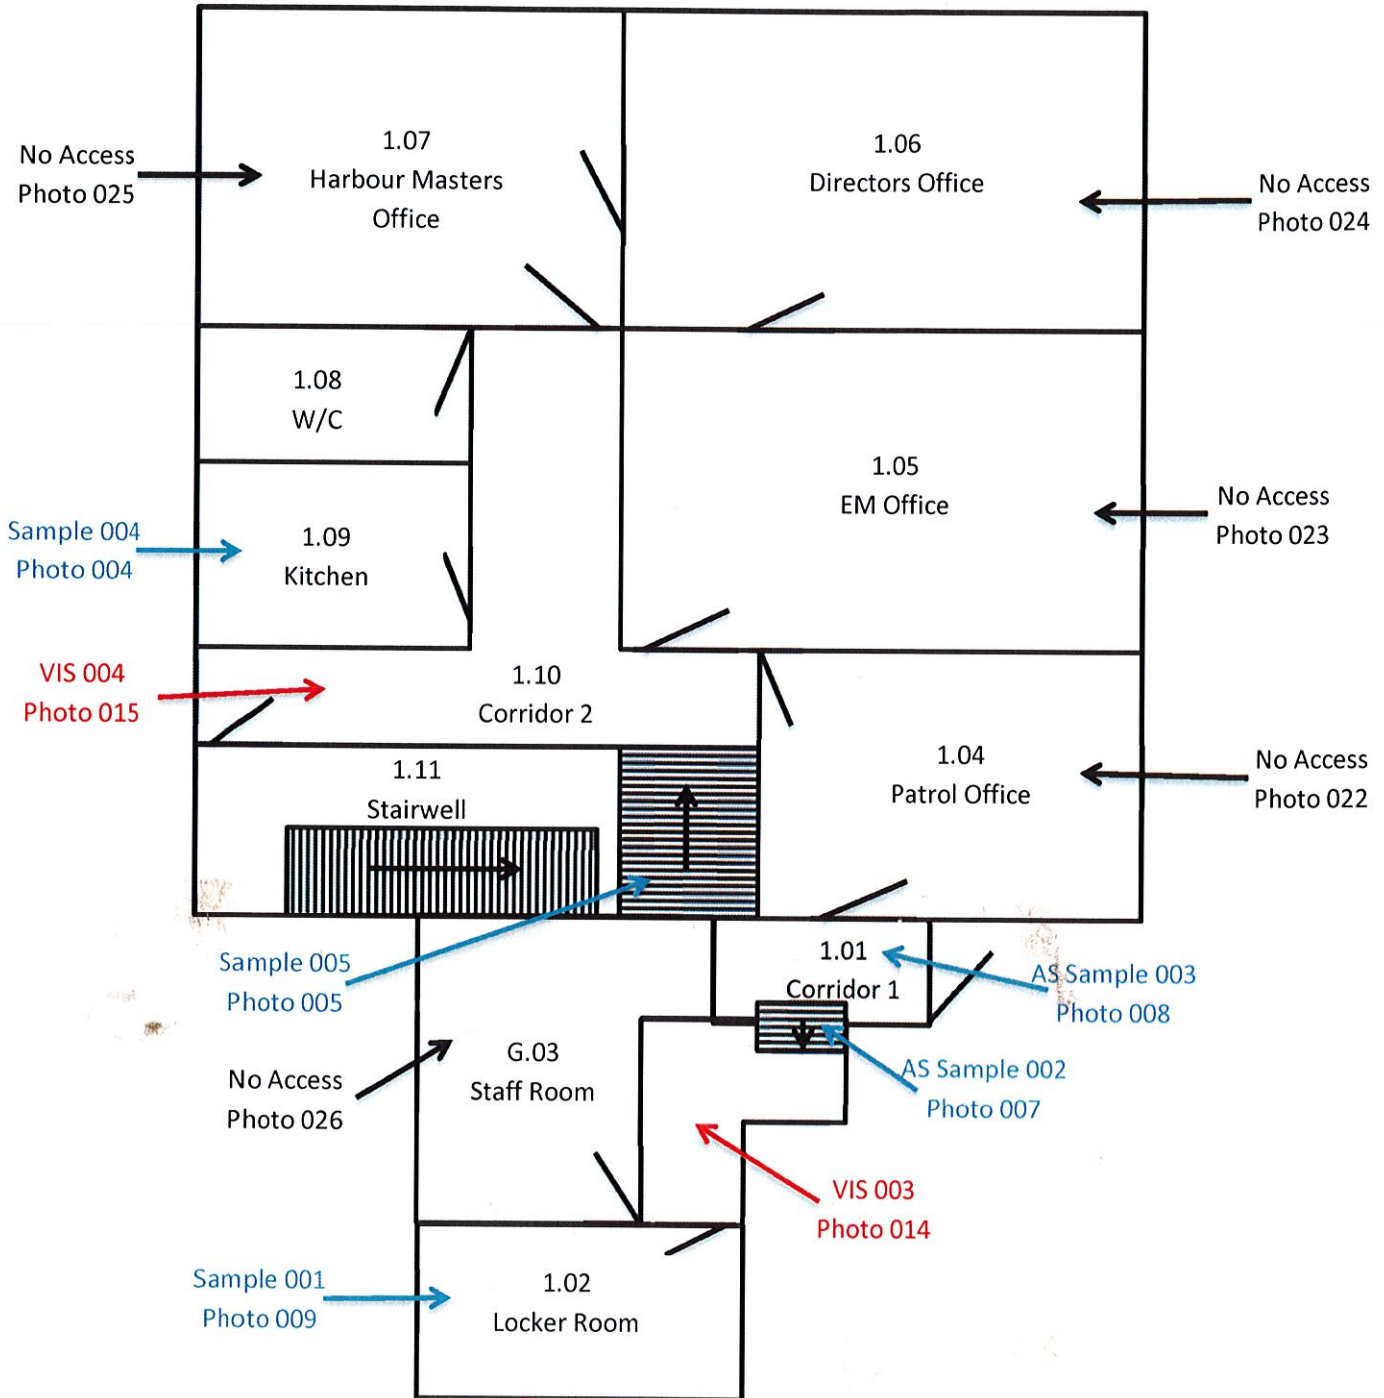 1.07
Harbour Masters
Office
1.06
Directors Office
No Access
Photo 025
No Access
Photo 024
1.08
W/C
1.05
EM Office
No Access
Photo 023
Sample 004
Photo 004
1.09
Kitchen
VIS 004
Photo 015
1.10
Corridor 2
1.11
Stairwell
1.04
Patrol Office
No Access
Photo 022
Sample 005
Photo 005
1.01
Corridor 1
AS Sample 003
Photo 008
No Access
Photo 026
G.03
Staff Room
AS Sample 002
Photo 007
VIS 003
Photo 014
Sample 001
Photo 009
1.02
Locker Room